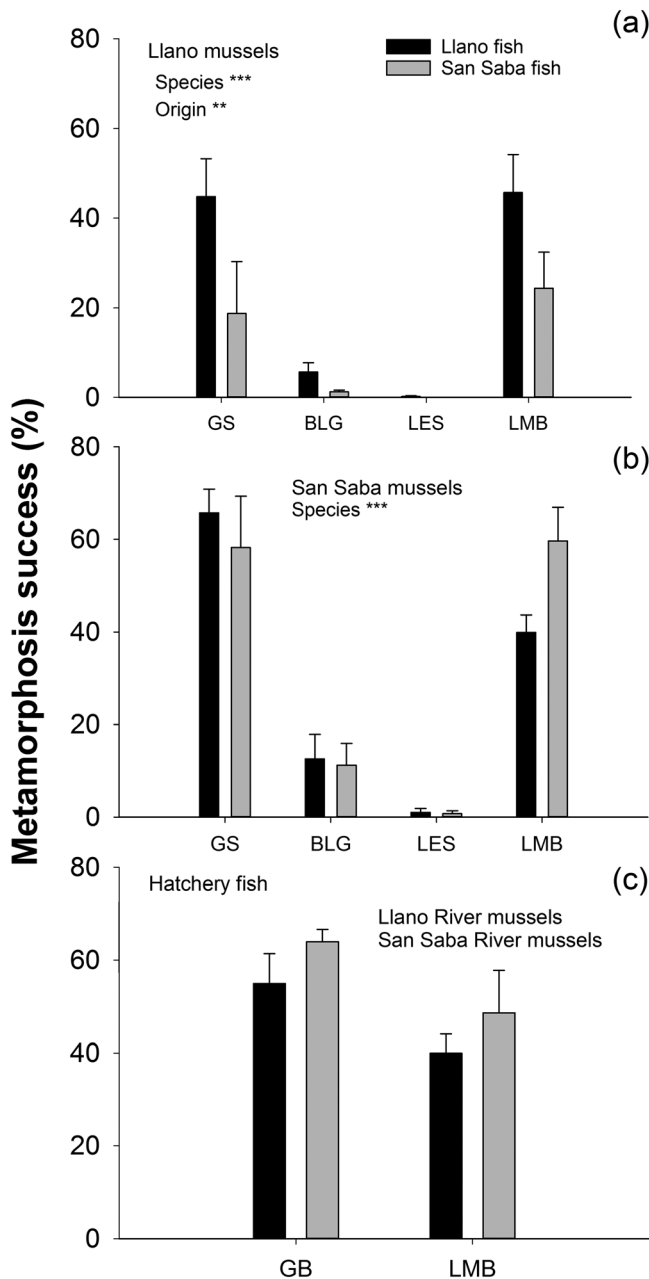 (a)
Llano mussels
Species ***
Origin **
Llano fish
San Saba fish
80
60
40
20
0
GS BLG LES LMB
Metamorphosis success (%)
(b)
San Saba mussels
Species ***
80
60
40
20
0
GS BLG LES LMB
(c)
Hatchery fish
Llano River mussels
San Saba River mussels
80
60
40
20
0
GB LMB